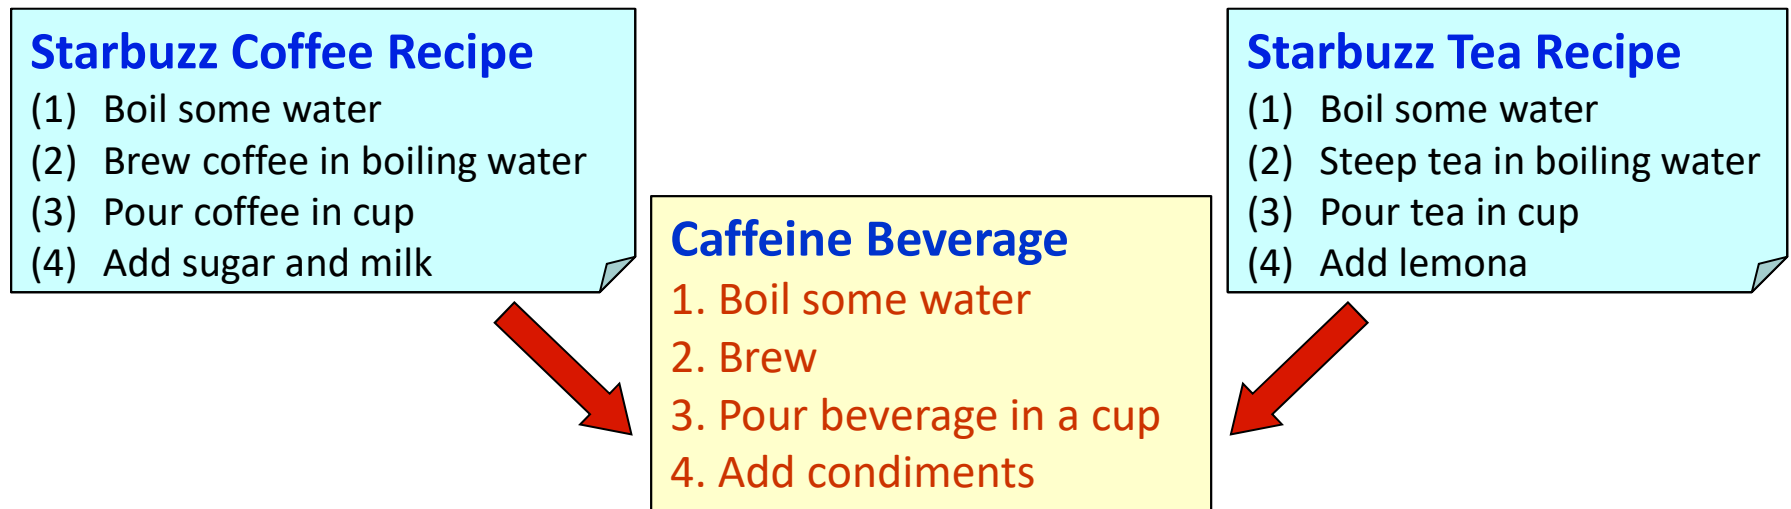 Starbuzz Coffee Recipe
(1) Boil some water
(2) Brew coffee in boiling water
(3) Pour coffee in cup
(4) Add sugar and milk
Caffeine Beverage
1. Boil some water
2. Brew
3. Pour beverage in a cup
4. Add condiments
Starbuzz Tea Recipe
(1) Boil some water
(2) Steep tea in boiling water
(3) Pour tea in cup
(4) Add lemona